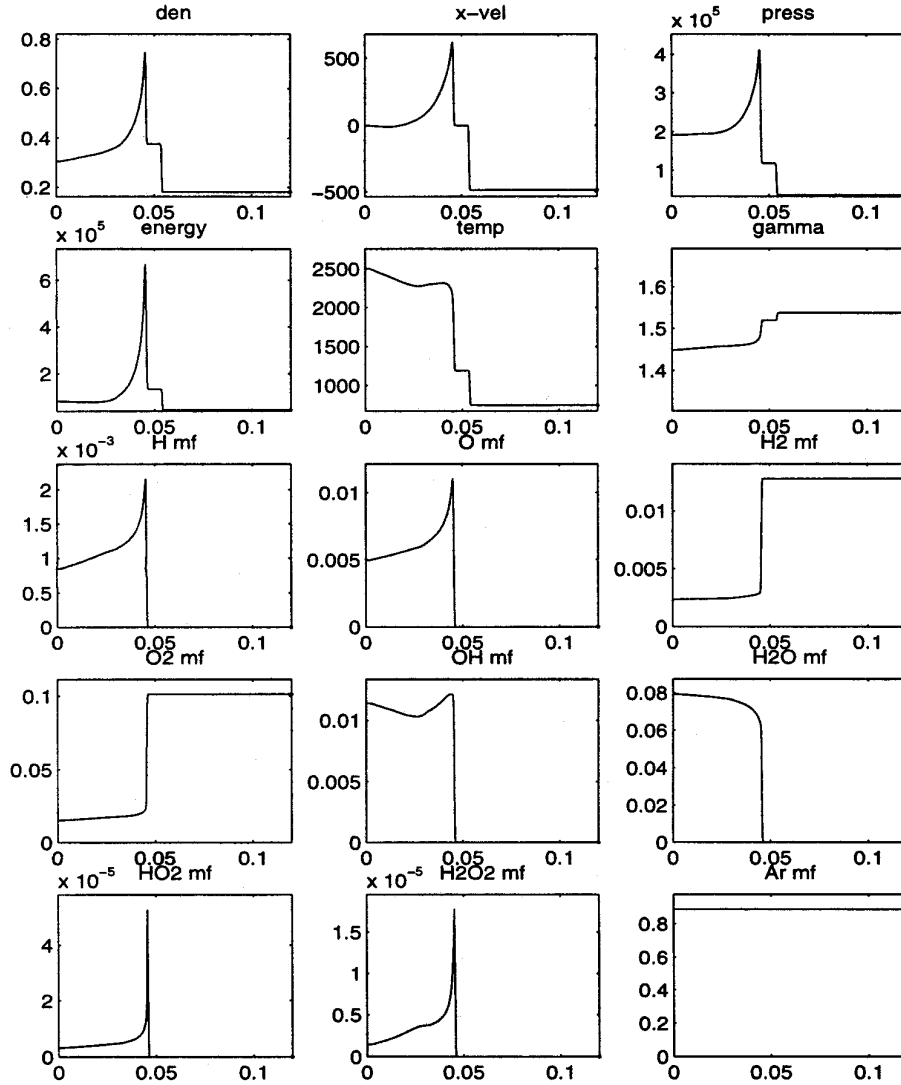 den x-vel press
x 10^5
0.8 500 4
0.6 3
0 2
0.4 1
0.2 −500
0 0.05 0.1 0 0.05 0.1 0 0.05 0.1
energy temp gamma
x 10^5
6 2500 1.6
2000
4 1500 1.5
2 1000 1.4
0 0.05 0.1 0 0.05 0.1 0 0.05 0.1
H mf O mf H2 mf
x 10^-3
2 0.01 0.01
1.5
1 0.005 0.005
0.5
0 0 0
0 0.05 0.1 0 0.05 0.1 0 0.05 0.1
O2 mf OH mf H2O mf
0.1 0.01 0.08
0.06
0.05 0.005 0.04
0.02
0 0 0
0 0.05 0.1 0 0.05 0.1 0 0.05 0.1
HO2 mf H2O2 mf Ar mf
x 10^-5 x 10^-5
4 1.5 0.8
1 0.6
2 0.4
0.5 0.2
0 0 0
0 0.05 0.1 0 0.05 0.1 0 0.05 0.1